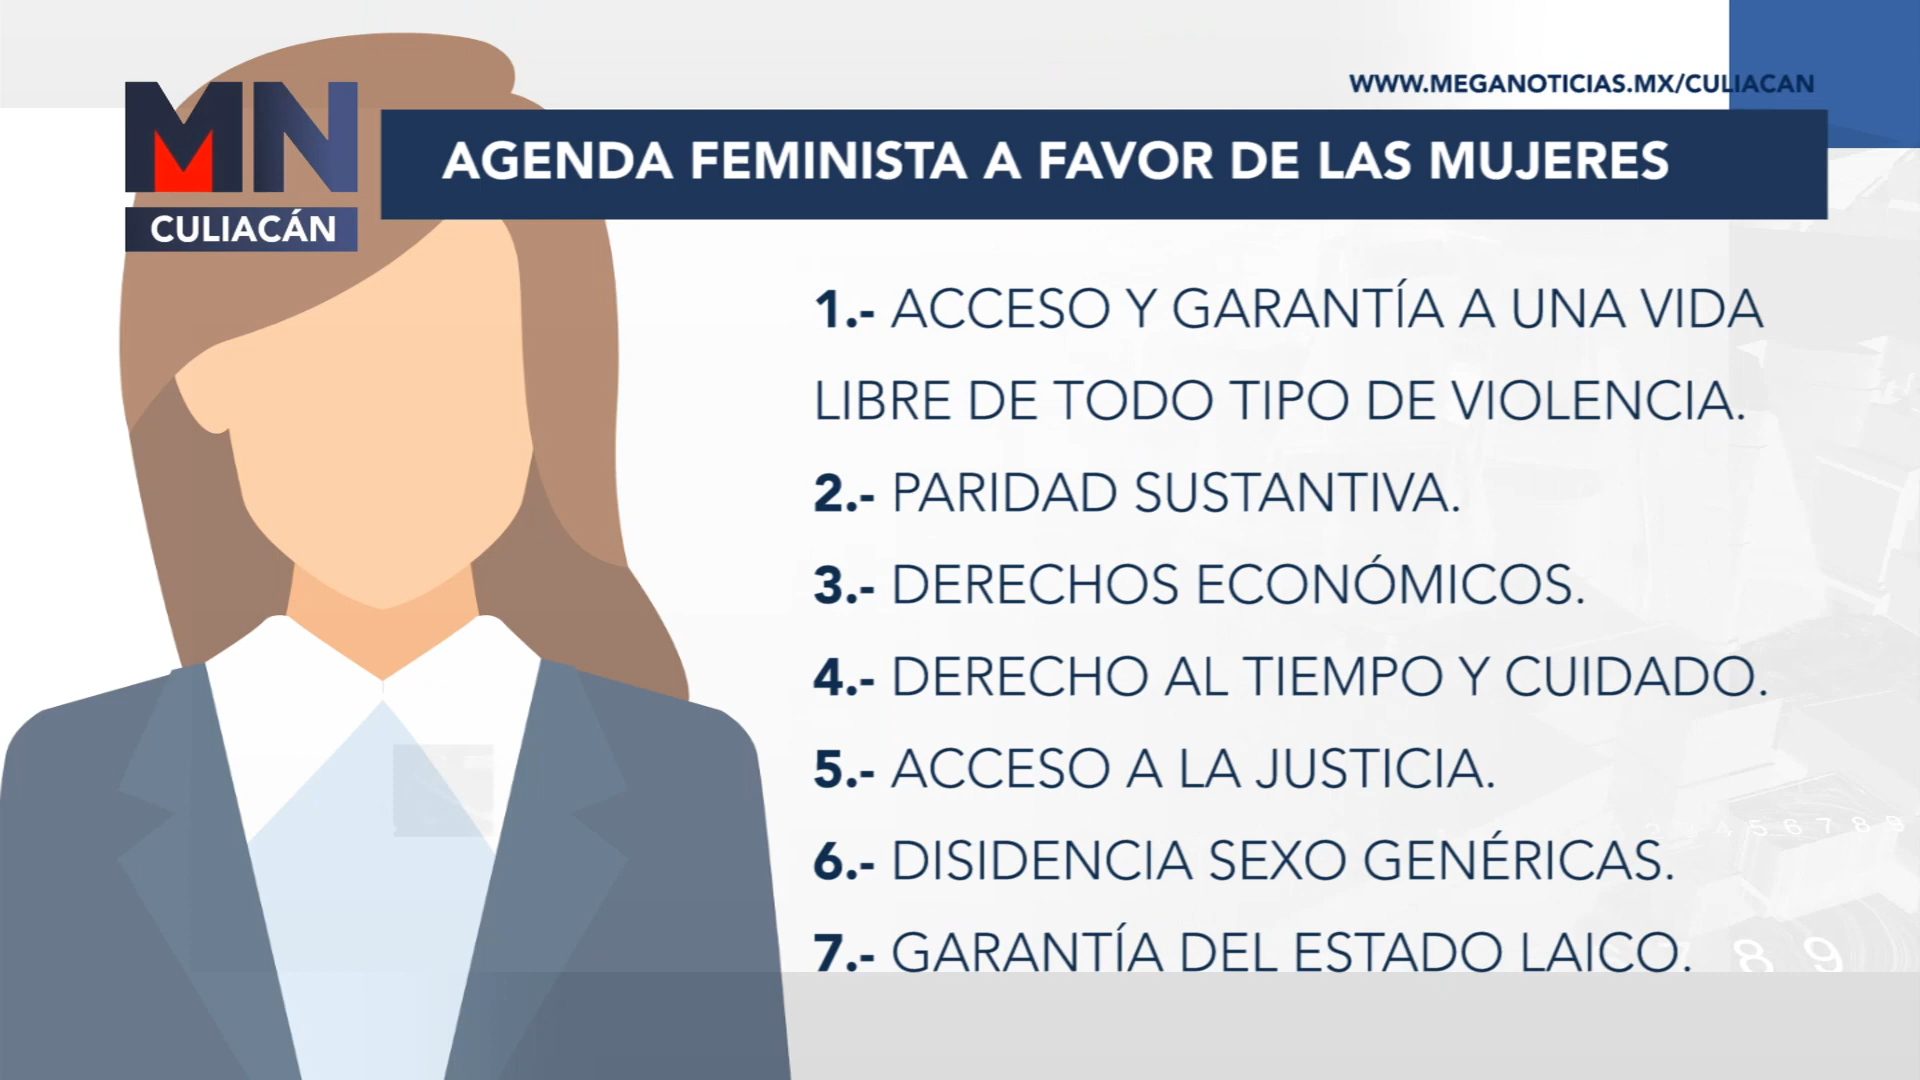 WWW.MEGANOTICIAS.MX/CULIACAN
MN
CULIACÁN
AGENDA FEMINISTA A FAVOR DE LAS MUJERES
1.- ACCESO Y GARANTÍA A UNA VIDA
LIBRE DE TODO TIPO DE VIOLENCIA.
2.- PARIDAD SUSTANTIVA.
3.- DERECHOS ECONÓMICOS.
4.- DERECHO AL TIEMPO Y CUIDADO.
5.- ACCESO A LA JUSTICIA.
6.- DISIDENCIA SEXO GENÉRICAS.
7.- GARANTÍA DEL ESTADO LAICO.